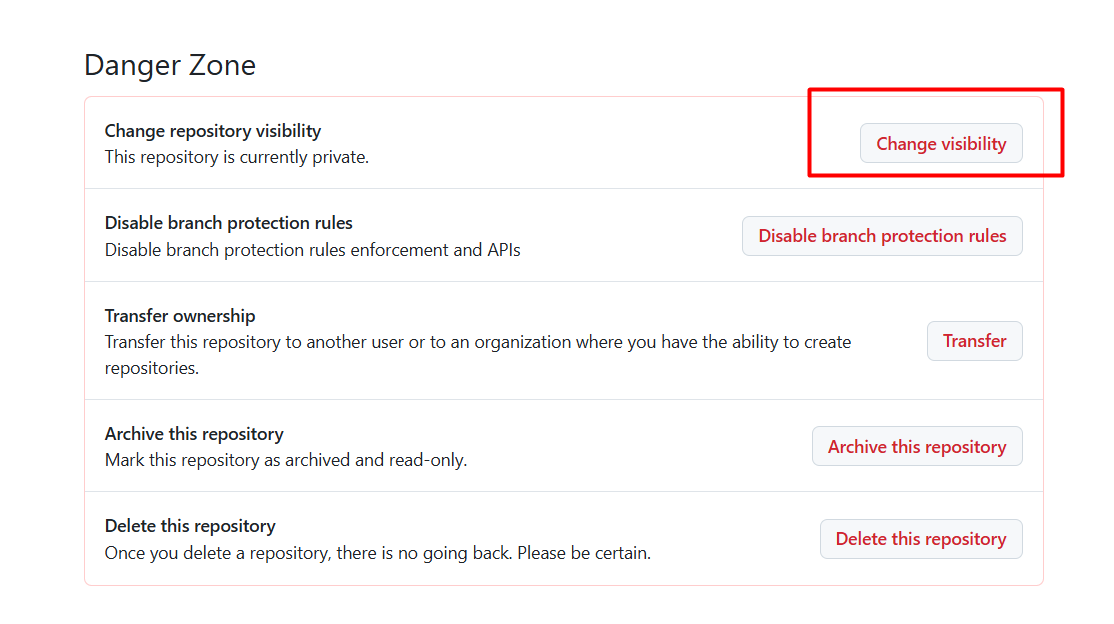 Danger Zone
Change repository visibility
This repository is currently private.
Change visibility
Disable branch protection rules
Disable branch protection rules enforcement and APIs
Disable branch protection rules
Transfer ownership
Transfer this repository to another user or to an organization where you have the ability to create
repositories.
Transfer
Archive this repository
Mark this repository as archived and read-only.
Archive this repository
Delete this repository
Once you delete a repository, there is no going back. Please be certain.
Delete this repository